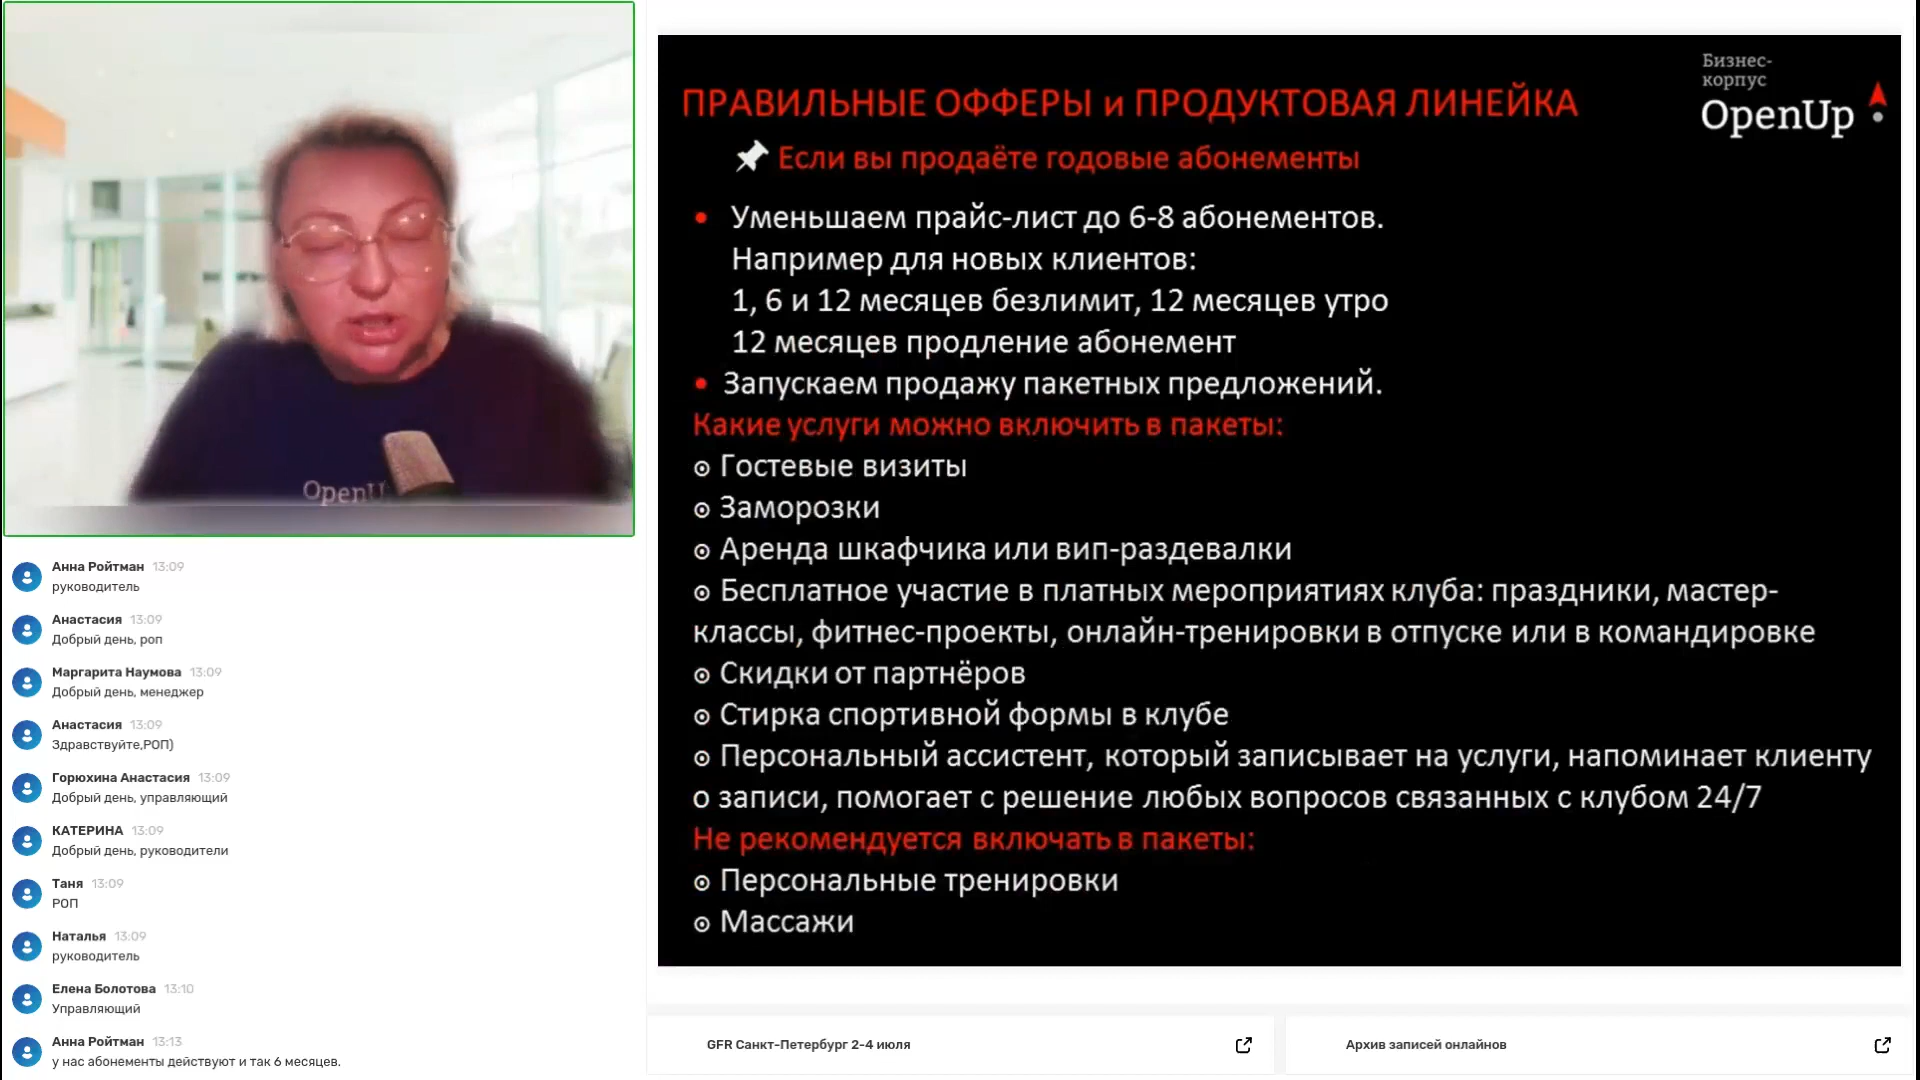 OpenU
Анна Ройтман 13:09
руководитель
Анастасия 13:09
Добрый день, роп
Маргарита Наумова 13:09
Добрый день, менеджер
Анастасия 13:09
Здравствуйте,РОП)
Горюхина Анастасия 13:09
Добрый день, управляющий
КАТЕРИНА 13:09
Добрый день, руководители
Таня 13:09
РОП
Наталья 13:09
руководитель
Елена Болотова 13:10
Управляющий
Анна Ройтман 13:13
у нас абонементы действуют и так 6 месяцев.
Бизнес-
корпус
OpenUp
ПРАВИЛЬНЫЕ ОФФЕРЫ и ПРОДУКТОВАЯ ЛИНЕЙКА
Если вы продаёте годовые абонементы
• Уменьшаем прайс-лист до 6-8 абонементов.
Например для новых клиентов:
1, 6 и 12 месяцев безлимит, 12 месяцев утро
12 месяцев продление абонемент
• Запускаем продажу пакетных предложений.
Какие услуги можно включить в пакеты:
⊙ Гостевые визиты
⊙ Заморозки
⊙ Аренда шкафчика или вип-раздевалки
⊙ Бесплатное участие в платных мероприятиях клуба: праздники, мастер-
классы, фитнес-проекты, онлайн-тренировки в отпуске или в командировке
⊙ Скидки от партнёров
⊙ Стирка спортивной формы в клубе
⊙ Персональный ассистент, который записывает на услуги, напоминает клиенту
о записи, помогает с решение любых вопросов связанных с клубом 24/7
Не рекомендуется включать в пакеты:
⊙ Персональные тренировки
⊙ Массажи
GFR Санкт-Петербург 2-4 июля
Архив записей онлайнов